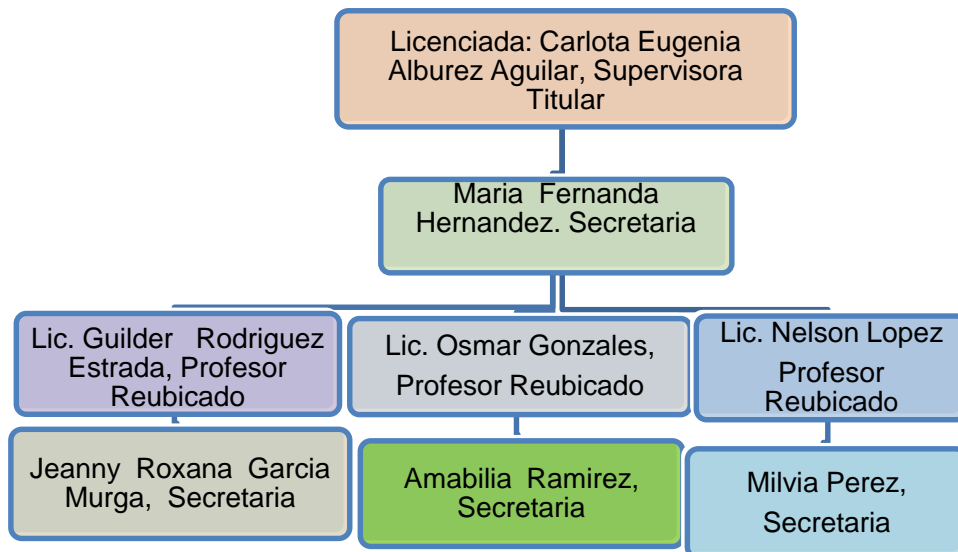 Licenciada: Carlota Eugenia
Alburez Aguilar, Supervisora
Titular
Maria Fernanda
Hernandez. Secretaria
Lic. Guilder Rodriguez
Estrada, Profesor
Reubicado
Lic. Osmar Gonzales,
Profesor Reubicado
Lic. Nelson Lopez
Profesor
Reubicado
Jeanny Roxana Garcia
Murga, Secretaria
Amabilia Ramirez,
Secretaria
Milvia Perez,
Secretaria